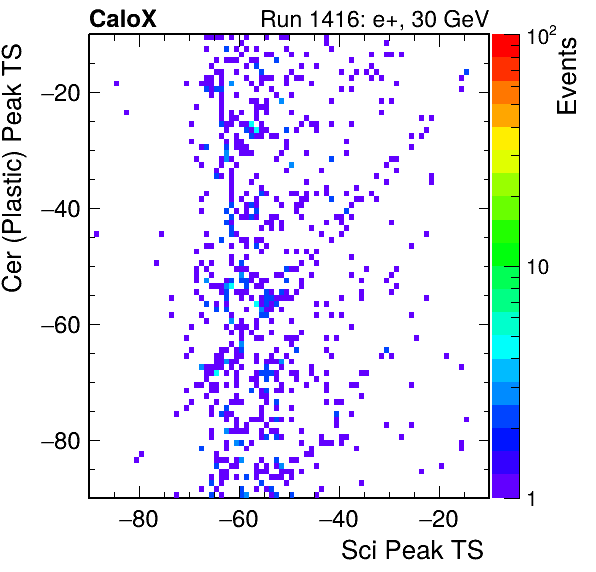 CaloX Run 1416: e+, 30 GeV
Cer (Plastic) Peak TS
−20
−40
−60
−80
−80 −60 −40 −20
Sci Peak TS
10²
10
1
Events